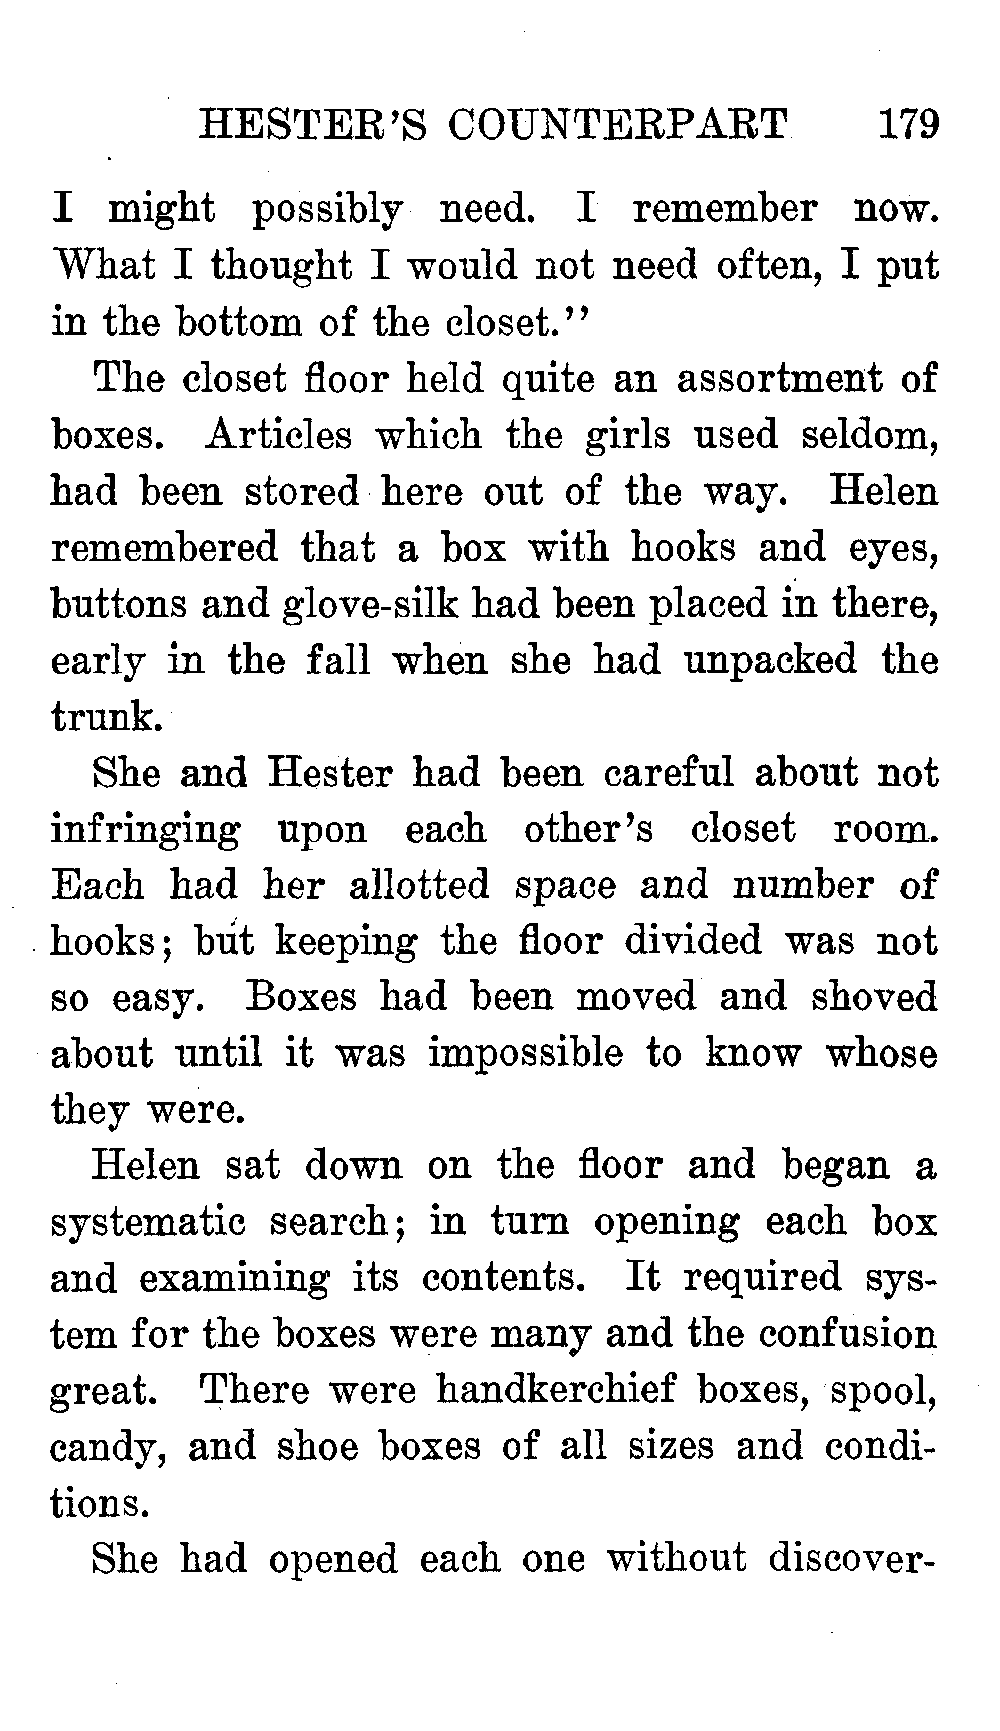 HESTER'S COUNTERPART 179
I might possibly need. I remember now.
What I thought I would not need often, I put
in the bottom of the closet.''
The closet floor held quite an assortment of
boxes. Articles which the girls used seldom,
had been stored here out of the way. Helen
remembered that a box with hooks and eyes,
buttons and glove-silk had been placed in there,
early in the fall when she had unpacked the
trunk.
She and Hester had been careful about not
infringing upon each other's closet room.
Each had her allotted space and number of
hooks; but keeping the floor divided was not
so easy. Boxes had been moved and shoved
about until it was impossible to know whose
they were.
Helen sat down on the floor and began a
systematic search; in turn opening each box
and examining its contents. It required sys-
tem for the boxes were many and the confusion
great. There were handkerchief boxes, spool,
candy, and shoe boxes of all sizes and condi-
tions.
She had opened each one without discover-